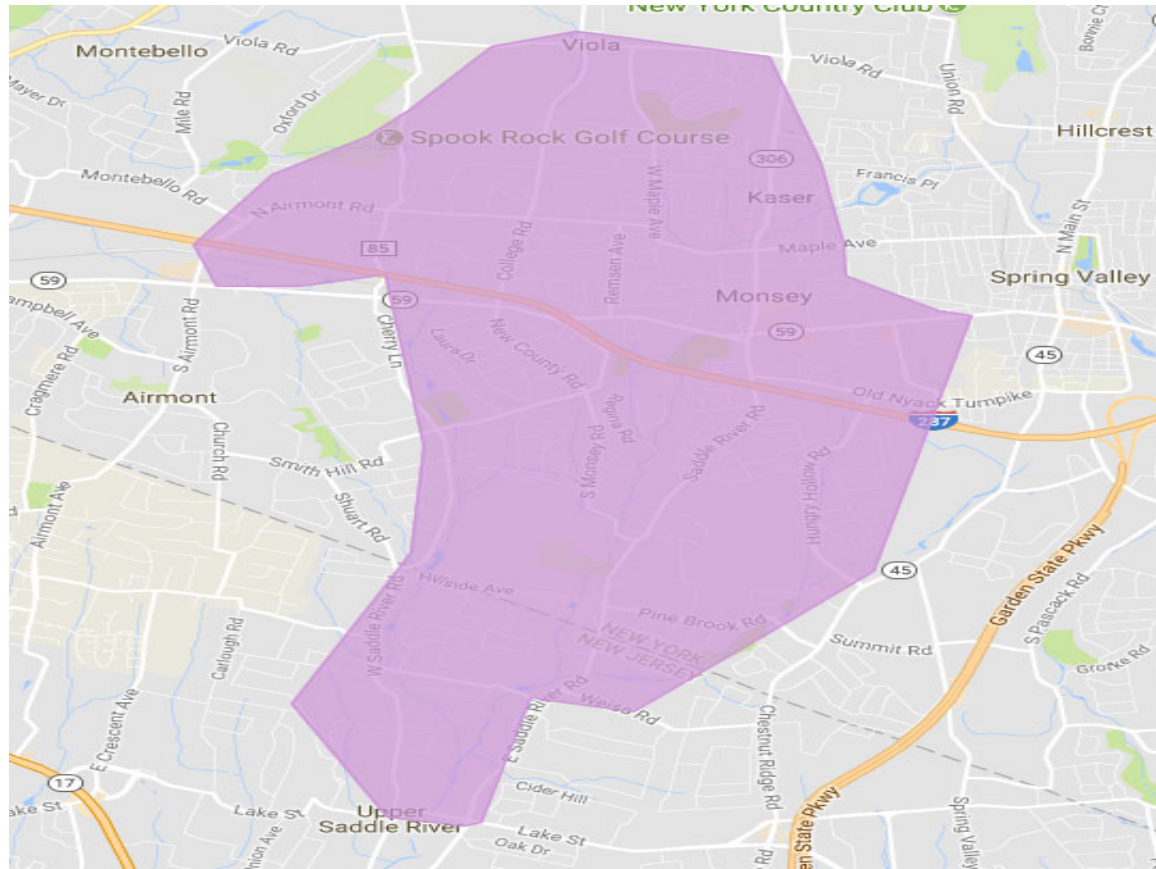 New York Country Club
Viola Rd
Viola
Viola Rd
Montebello
Mayer Dr
Mile Rd
Oxford Dr
Spook Rock Golf Course
Union Rd
Hillcrest
306
W Maple Ave
Kaser
Francis Pl
Montebello Rd
N Airmont Rd
N Main St
85
College Rd
Maple Ave
Remsen Ave
Spring Valley
59
59
Monsey
59
Campbell Ave
S Airmont Rd
Cherry Ln
New County Rd
45
Cragmere Rd
Airmont
Old Nyack Turnpike
Regina Rd
287
Church Rd
Saddle River Rd
S Monsey Rd
Smith Hill Rd
Hungry Hollow Rd
Airmont Ave
Shuart Rd
45
Garden State Pkwy
Hillside Ave
S Pascack Rd
Pine Brook Rd
W Saddle River Rd
NEW YORK
NEW JERSEY
Summit Rd
Carlough Rd
Grotke Rd
E Saddle River Rd
Weiss Rd
E Crescent Ave
Chestnut Ridge Rd
17
Cider Hill
Lake St
Upper
Saddle River
Lake St
Oak Dr
Spring Valley